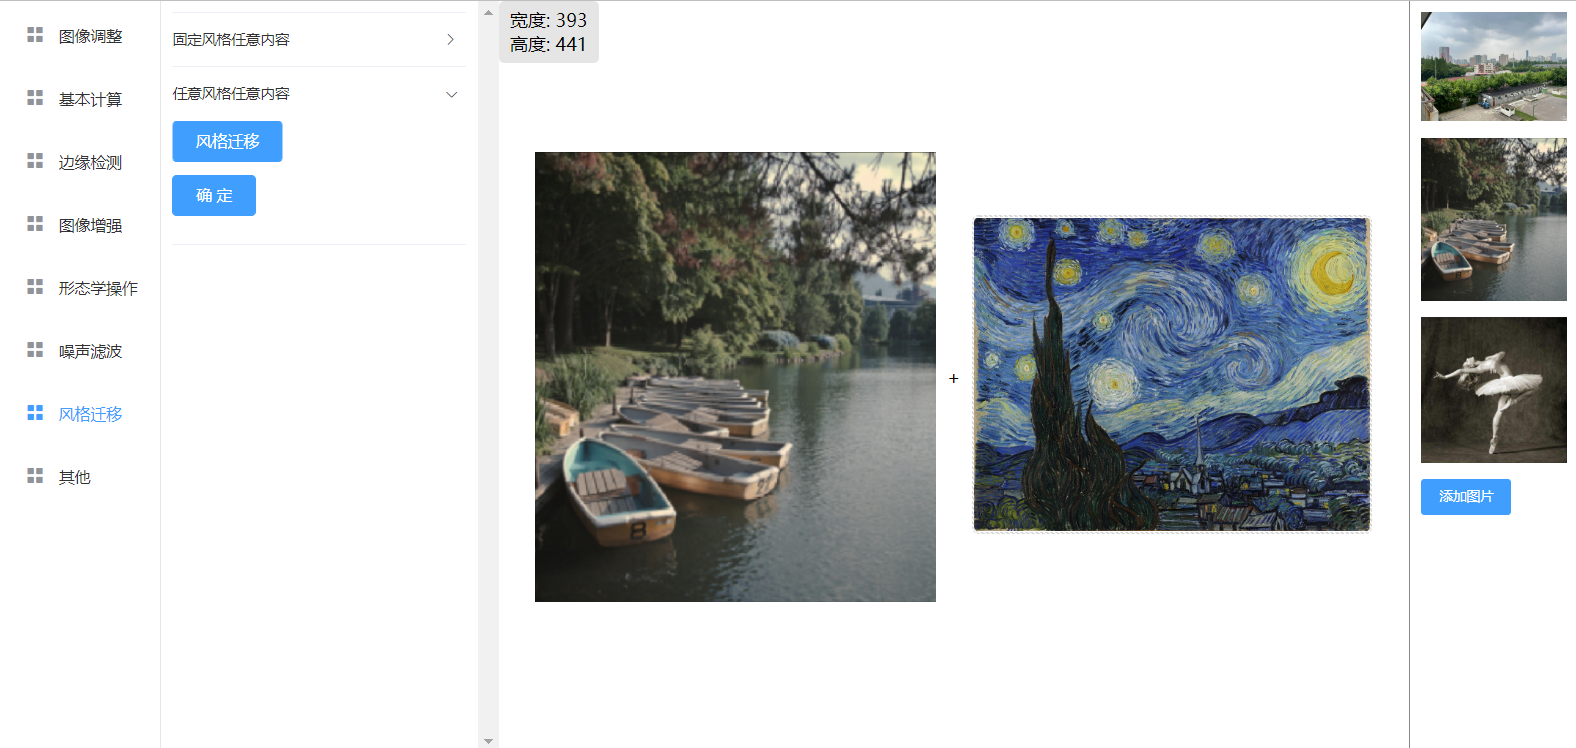 图像调整
基本计算
边缘检测
图像增强
形态学操作
噪声滤波
风格迁移
其他
固定风格任意内容
任意风格任意内容
风格迁移
确 定
宽度: 393
高度: 441
8
+
添加图片